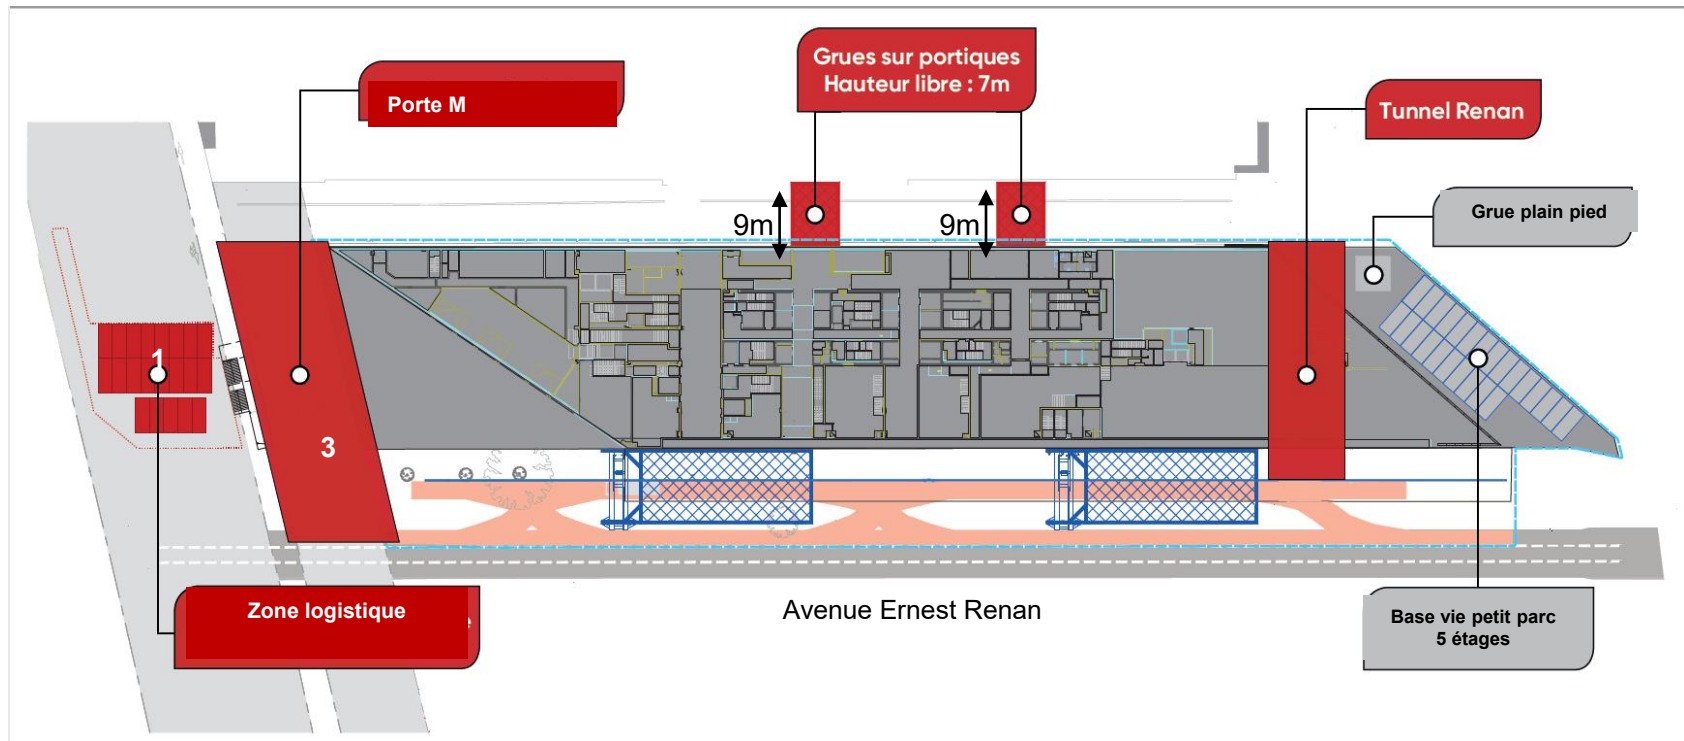 Grues sur portiques
Hauteur libre : 7m
Porte M
Tunnel Renan
Grue plain pied
9m
9m
1
3
Zone logistique
e
Avenue Ernest Renan
Base vie petit parc
5 étages